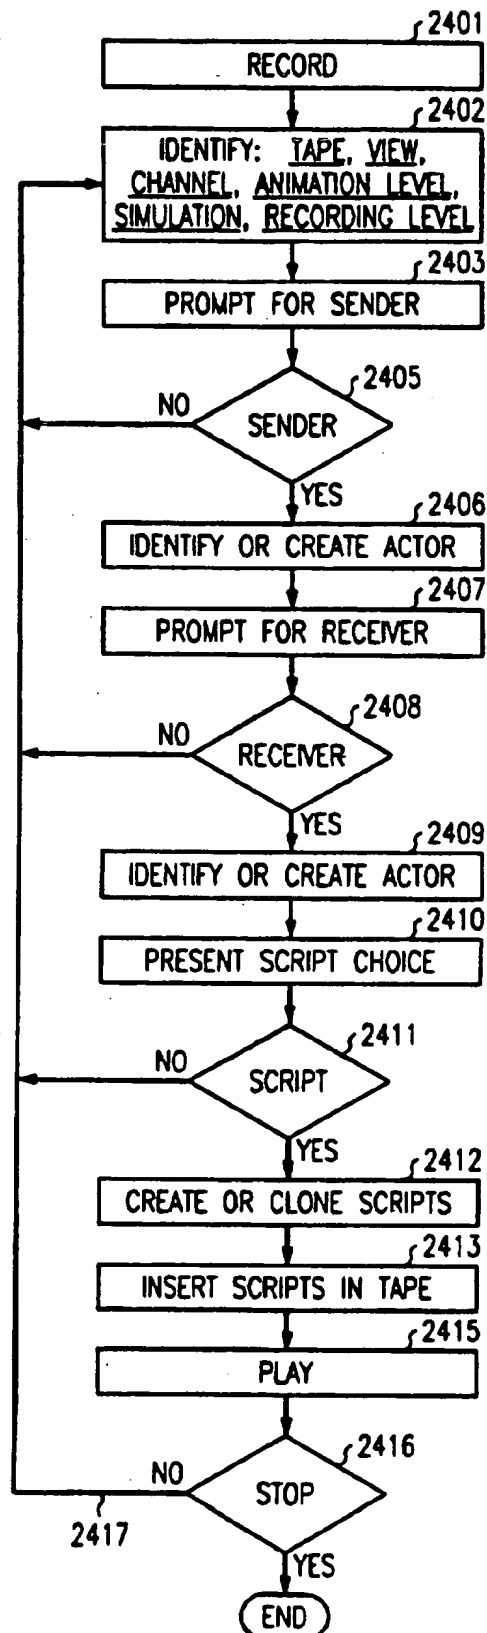 2401
RECORD
2402
IDENTIFY: TAPE, VIEW,
CHANNEL, ANIMATION LEVEL,
SIMULATION, RECORDING LEVEL
2403
PROMPT FOR SENDER
2405
NO
SENDER
YES
2406
IDENTIFY OR CREATE ACTOR
2407
PROMPT FOR RECEIVER
2408
NO
RECEIVER
YES
2409
IDENTIFY OR CREATE ACTOR
2410
PRESENT SCRIPT CHOICE
2411
NO
SCRIPT
YES
2412
CREATE OR CLONE SCRIPTS
2413
INSERT SCRIPTS IN TAPE
2415
PLAY
2416
NO
STOP
2417
YES
END